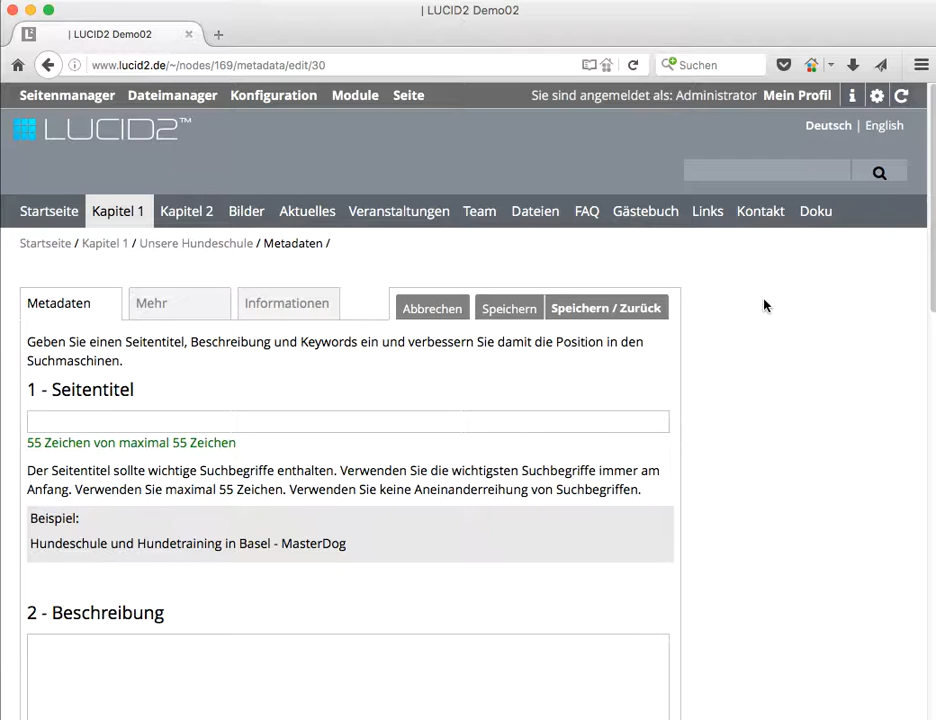 | LUCID2 Demo02
| LUCID2 Demo02
www.lucid2.de/~/nodes/169/metadata/edit/30
Suchen
Seitenmanager Dateimanager Konfiguration Module Seite Sie sind angemeldet als: Administrator Mein Profil
LUCID2™
Deutsch | English
Startseite Kapitel 1 Kapitel 2 Bilder Aktuelles Veranstaltungen Team Dateien FAQ Gästebuch Links Kontakt Doku
Startseite / Kapitel 1 / Unsere Hundeschule / Metadaten /
Metadaten Mehr Informationen Abbrechen Speichern Speichern / Zurück
Geben Sie einen Seitentitel, Beschreibung und Keywords ein und verbessern Sie damit die Position in den
Suchmaschinen.
1 - Seitentitel
55 Zeichen von maximal 55 Zeichen
Der Seitentitel sollte wichtige Suchbegriffe enthalten. Verwenden Sie die wichtigsten Suchbegriffe immer am
Anfang. Verwenden Sie maximal 55 Zeichen. Verwenden Sie keine Aneinanderreihung von Suchbegriffen.
Beispiel:
Hundeschule und Hundetraining in Basel - MasterDog
2 - Beschreibung